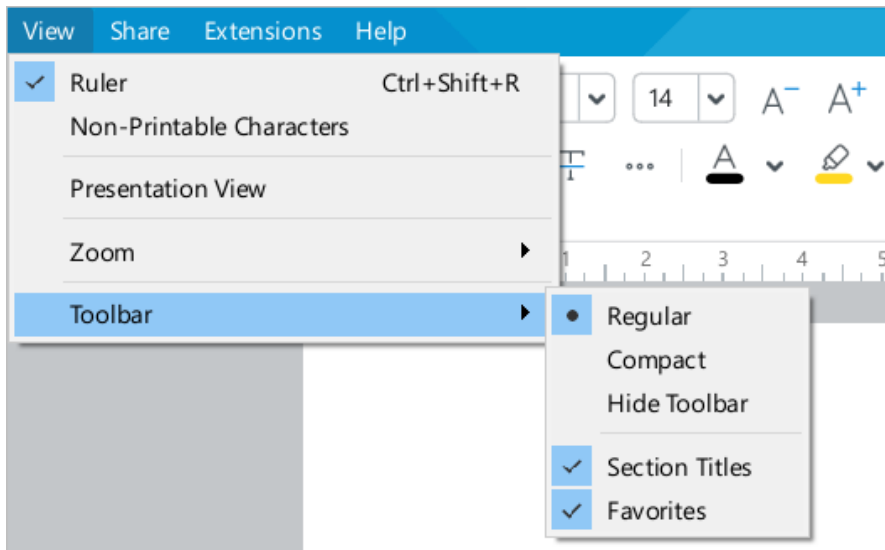 View Share Extensions Help
Ruler Ctrl+Shift+R
Non-Printable Characters
Presentation View
Zoom
Toolbar
14 A- A+
A
1 2 3 4 5
Regular
Compact
Hide Toolbar
Section Titles
Favorites